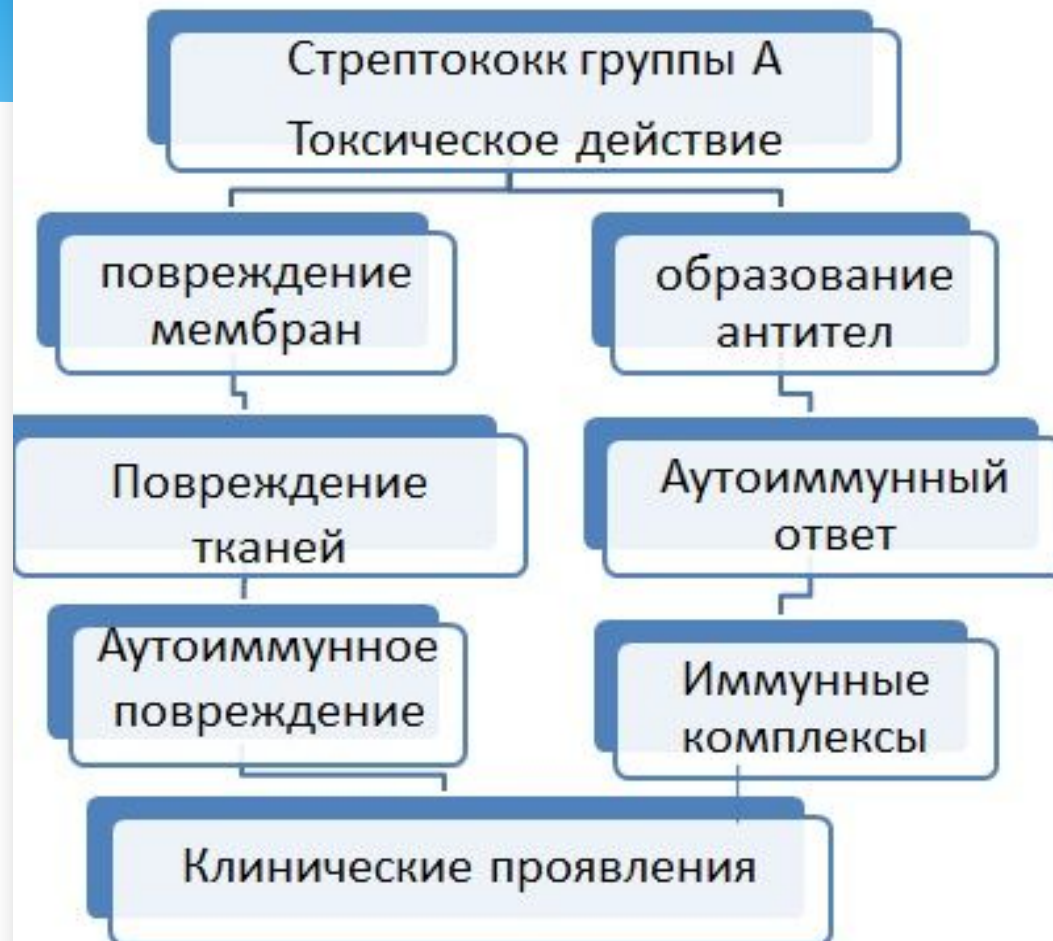 Стрептококк группы А
Токсическое действие
повреждение
мембран
образование
антител
Повреждение
тканей
Аутоиммунный
ответ
Аутоиммунное
повреждение
Иммунные
комплексы
Клинические проявления